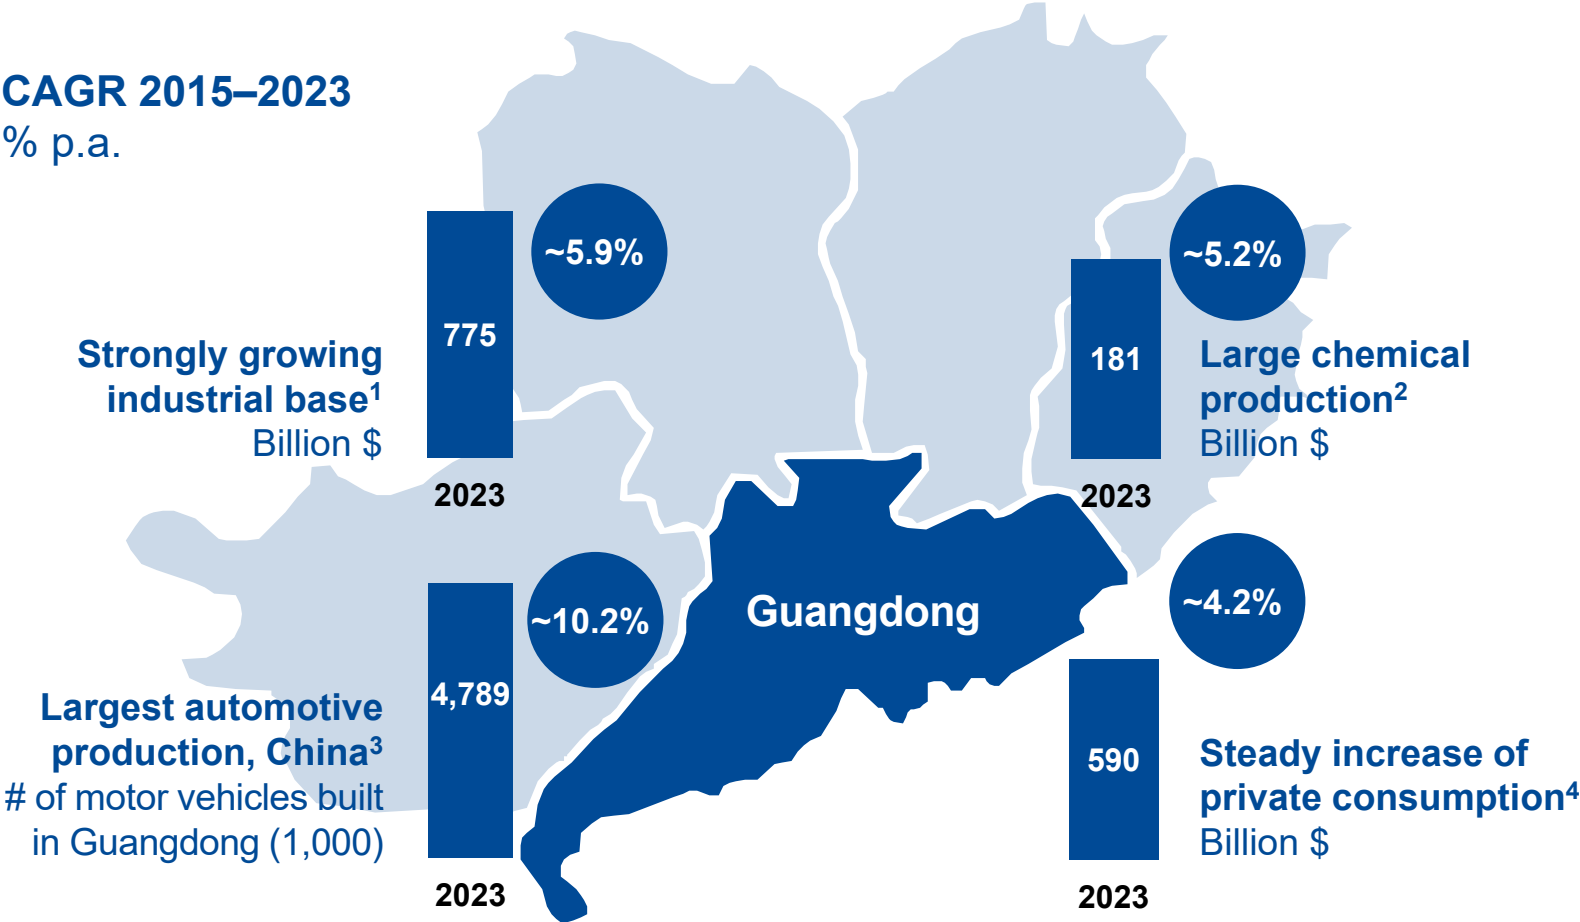 CAGR 2015–2023
% p.a.
~5.9%
775
Strongly growing
industrial base¹
Billion $
2023
~5.2%
181
Large chemical
production²
Billion $
2023
Guangdong
~10.2%
4,789
Largest automotive
production, China³
# of motor vehicles built
in Guangdong (1,000)
2023
~4.2%
590
Steady increase of
private consumption⁴
Billion $
2023